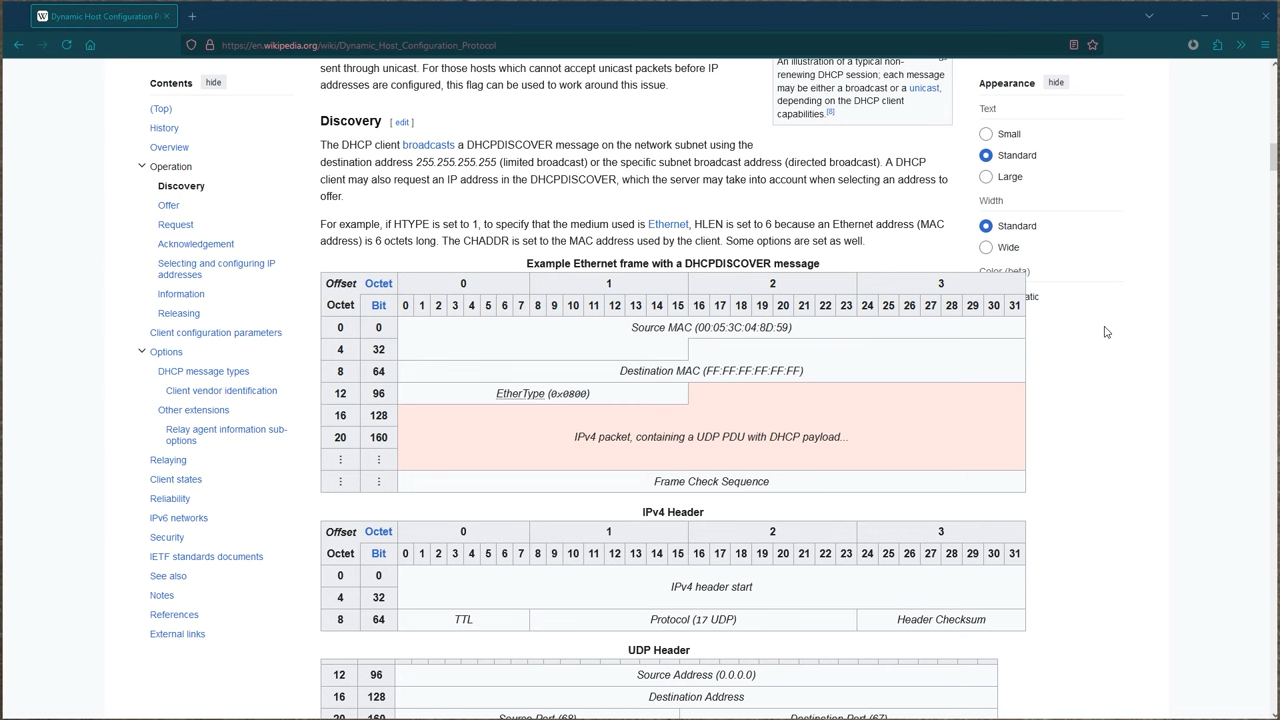 Dynamic Host Configuration P
https://en.wikipedia.org/wiki/Dynamic_Host_Configuration_Protocol
Contents hide
(Top)
History
Overview
Operation
Discovery
Offer
Request
Acknowledgement
Selecting and configuring IP
addresses
Information
Releasing
Client configuration parameters
Options
DHCP message types
Client vendor identification
Other extensions
Relay agent information sub-
options
Relaying
Client states
Reliability
IPv6 networks
Security
IETF standards documents
See also
Notes
References
External links
sent through unicast. For those hosts which cannot accept unicast packets before IP
addresses are configured, this flag can be used to work around this issue.
An illustration of a typical non-
renewing DHCP session; each message
may be either a broadcast or a unicast,
depending on the DHCP client
capabilities.[8]
Discovery [ edit ]
The DHCP client broadcasts a DHCPDISCOVER message on the network subnet using the
destination address 255.255.255.255 (limited broadcast) or the specific subnet broadcast address (directed broadcast). A DHCP
client may also request an IP address in the DHCPDISCOVER, which the server may take into account when selecting an address to
offer.
For example, if HTYPE is set to 1, to specify that the medium used is Ethernet, HLEN is set to 6 because an Ethernet address (MAC
address) is 6 octets long. The CHADDR is set to the MAC address used by the client. Some options are set as well.
Example Ethernet frame with a DHCPDISCOVER message
Offset Octet 0 1 2 3
Octet Bit 0 1 2 3 4 5 6 7 8 9 10 11 12 13 14 15 16 17 18 19 20 21 22 23 24 25 26 27 28 29 30 31
0 0 Source MAC (00:05:3C:04:8D:59)
4 32
8 64 Destination MAC (FF:FF:FF:FF:FF:FF)
12 96 EtherType (0x0800)
16 128
20 160 IPv4 packet, containing a UDP PDU with DHCP payload...
⋮ ⋮
⋮ ⋮ Frame Check Sequence
IPv4 Header
Offset Octet 0 1 2 3
Octet Bit 0 1 2 3 4 5 6 7 8 9 10 11 12 13 14 15 16 17 18 19 20 21 22 23 24 25 26 27 28 29 30 31
0 0 IPv4 header start
4 32
8 64 TTL Protocol (17 UDP) Header Checksum
UDP Header
12 96 Source Address (0.0.0.0)
16 128 Destination Address
20 160 Source Port (68) Destination Port (67)
Appearance hide
Text
Small
Standard
Large
Width
Standard
Wide
Color (beta)
atic